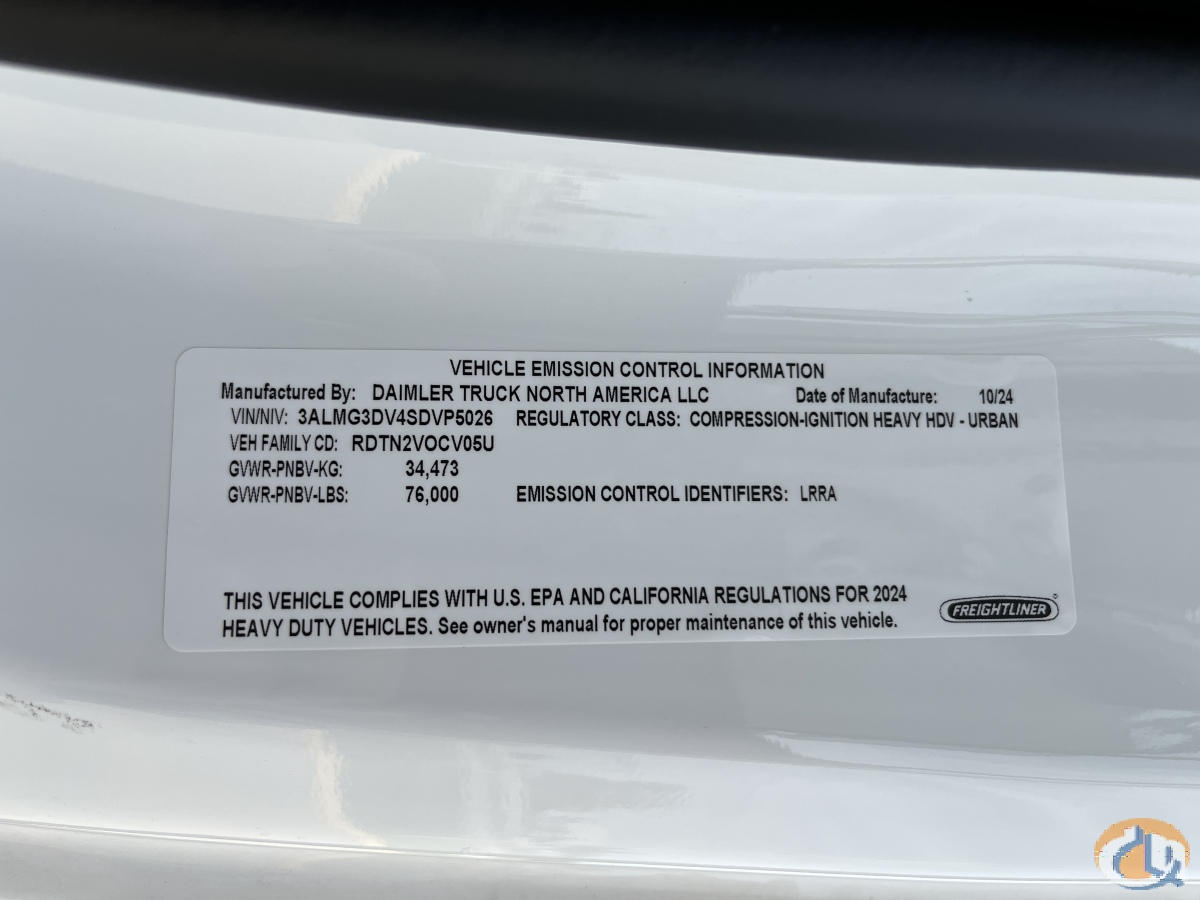 VEHICLE EMISSION CONTROL INFORMATION
Manufactured By: DAIMLER TRUCK NORTH AMERICA LLC Date of Manufacture: 10/24
VIN/NIV: 3ALMG3DV4SDVP5026 REGULATORY CLASS: COMPRESSION-IGNITION HEAVY HDV - URBAN
VEH FAMILY CD: RDTN2VOCV05U
GVWR-PNBV-KG: 34,473
GVWR-PNBV-LBS: 76,000 EMISSION CONTROL IDENTIFIERS: LRRA
THIS VEHICLE COMPLIES WITH U.S. EPA AND CALIFORNIA REGULATIONS FOR 2024
HEAVY DUTY VEHICLES. See owner's manual for proper maintenance of this vehicle.
FREIGHTLINER